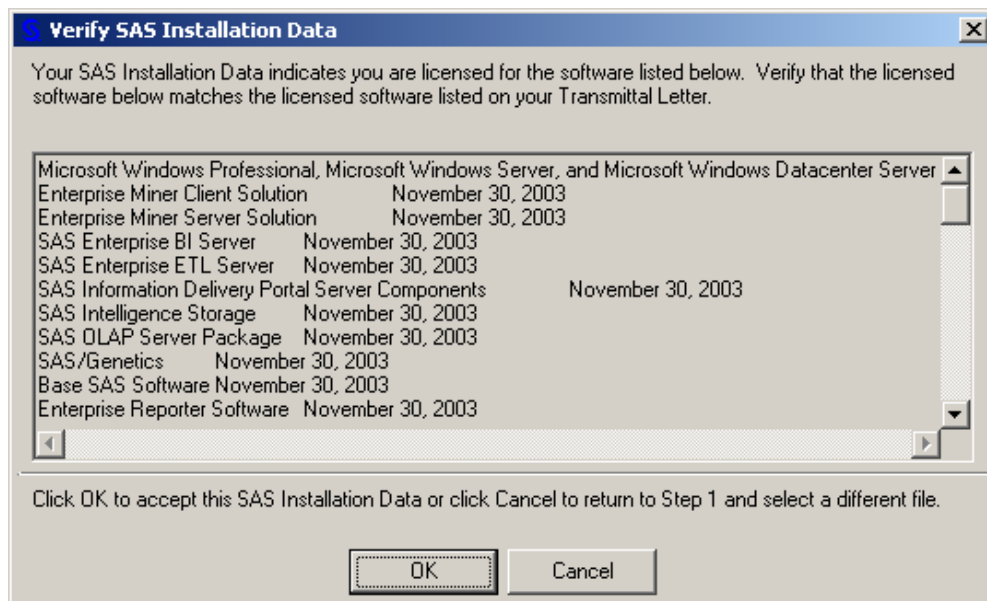 Verify SAS Installation Data
Your SAS Installation Data indicates you are licensed for the software listed below. Verify that the licensed
software below matches the licensed software listed on your Transmittal Letter.
Microsoft Windows Professional, Microsoft Windows Server, and Microsoft Windows Datacenter Server
Enterprise Miner Client Solution November 30, 2003
Enterprise Miner Server Solution November 30, 2003
SAS Enterprise BI Server November 30, 2003
SAS Enterprise ETL Server November 30, 2003
SAS Information Delivery Portal Server Components November 30, 2003
SAS Intelligence Storage November 30, 2003
SAS OLAP Server Package November 30, 2003
SAS/Genetics November 30, 2003
Base SAS Software November 30, 2003
Enterprise Reporter Software November 30, 2003
Click OK to accept this SAS Installation Data or click Cancel to return to Step 1 and select a different file.
OK Cancel